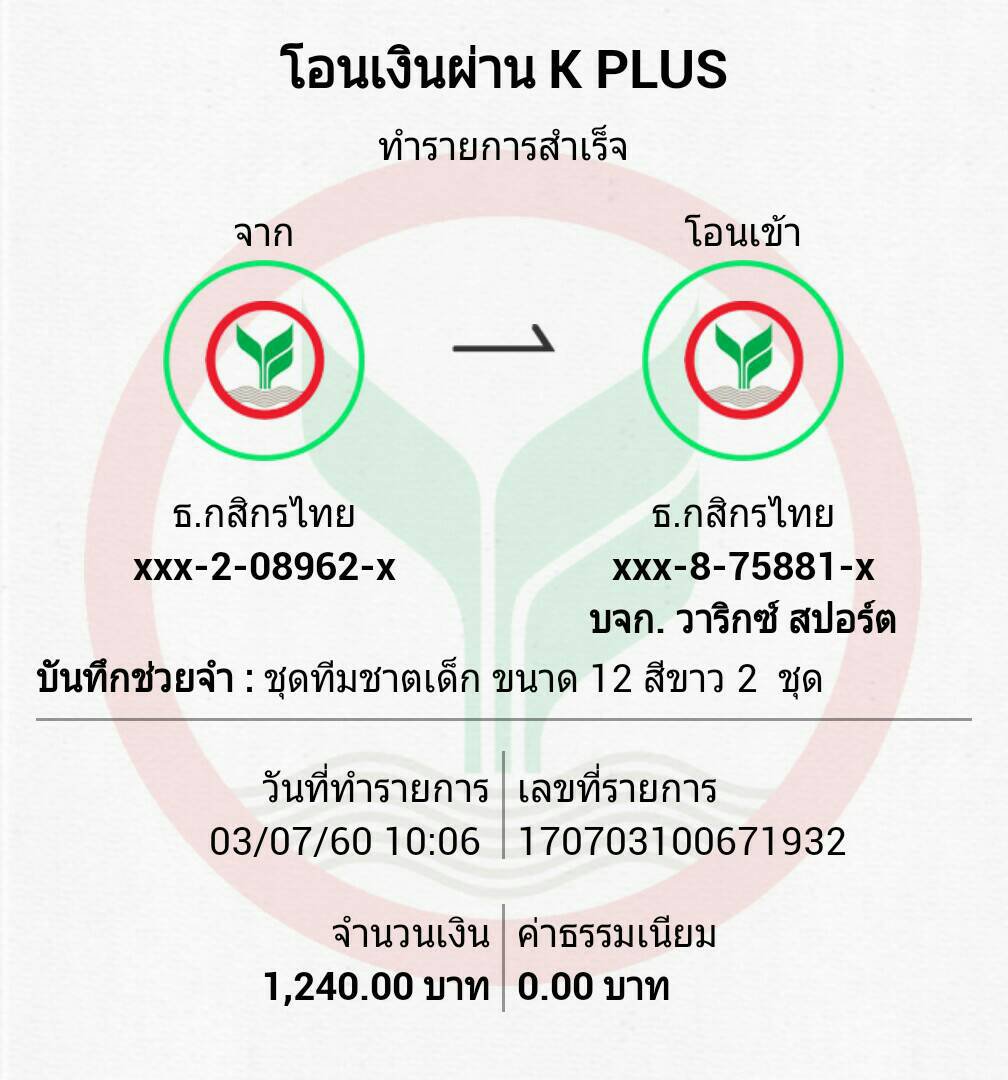 โอนเงินผ่าน K PLUS
ทำรายการสำเร็จ
จาก
โอนเข้า
ธ.กสิกรไทย
xxx-2-08962-x
ธ.กสิกรไทย
xxx-8-75881-x
บจก. วาริกซ์ สปอร์ต
บันทึกช่วยจำ : ชุดทีมชาตเด็ก ขนาด 12 สีขาว 2 ชุด
วันที่ทำรายการ
03/07/60 10:06
เลขที่รายการ
170703100671932
จำนวนเงิน
1,240.00 บาท
ค่าธรรมเนียม
0.00 บาท